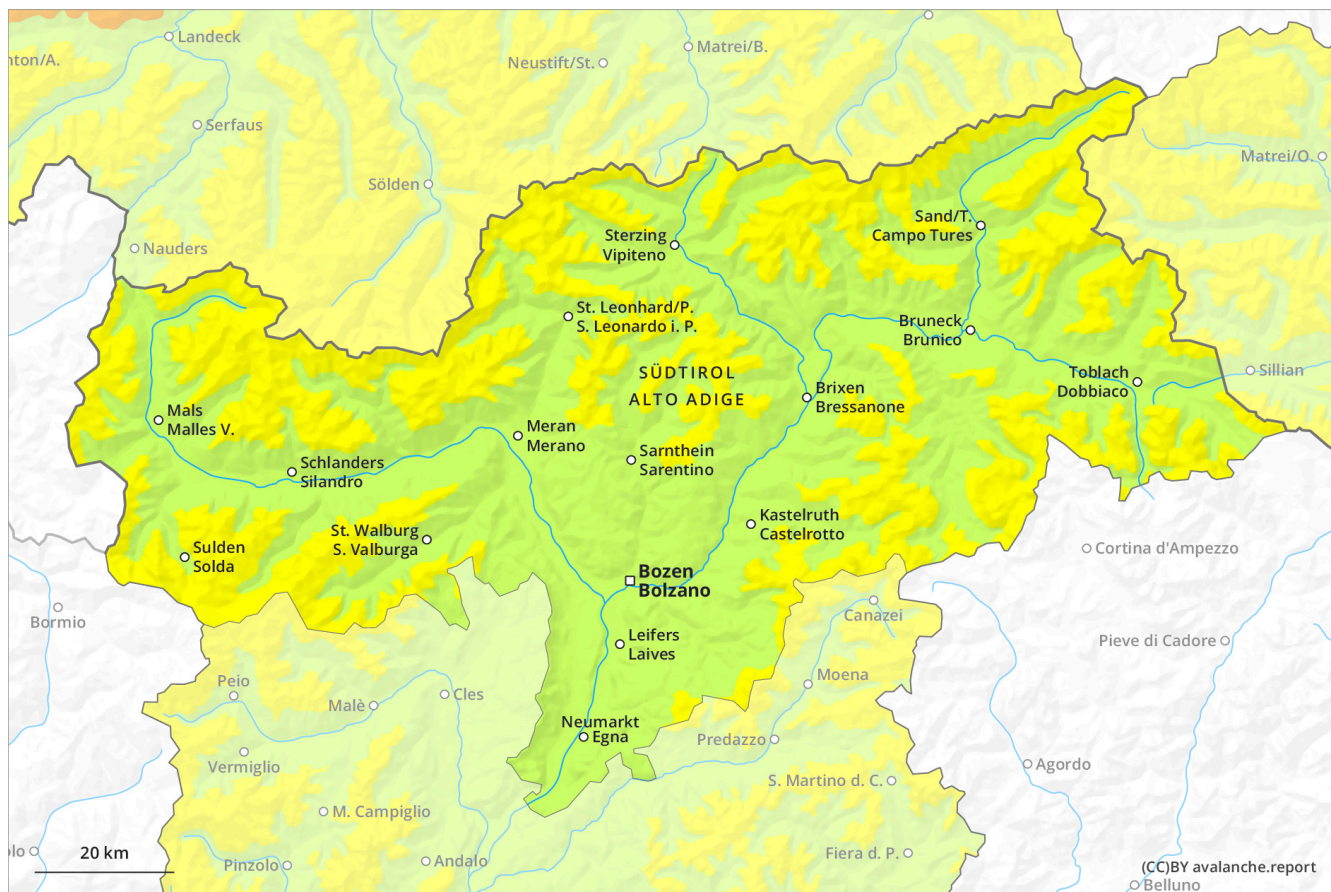 Landeck
nton/A.
Matrei/B.
Neustift/St.
Serfaus
Matrei/O.
Sölden
Nauders
Sand/T.
Campo Tures
Sterzing
Vipiteno
St. Leonhard/P.
S. Leonardo i. P.
Bruneck
Brunico
SÜDTIROL
ALTO ADIGE
Toblach
Dobbiaco
Sillian
Brixen
Bressanone
Mals
Malles V.
Meran
Merano
Schlanders
Silandro
Sarnthein
Sarentino
Kastelruth
Castelrotto
St. Walburg
S. Valburga
Sulden
Solda
Cortina d'Ampezzo
Bozen
Bolzano
Bormio
Canazei
Leifers
Laives
Pieve di Cadore
Peio
Malè
Cles
Moena
Neumarkt
Egna
Predazzo
Vermiglio
Agordo
S. Martino d. C.
M. Campiglio
lo
20 km
Pinzolo
Andalo
Fiera d. P.
(CC)BY avalanche.report
Belluno